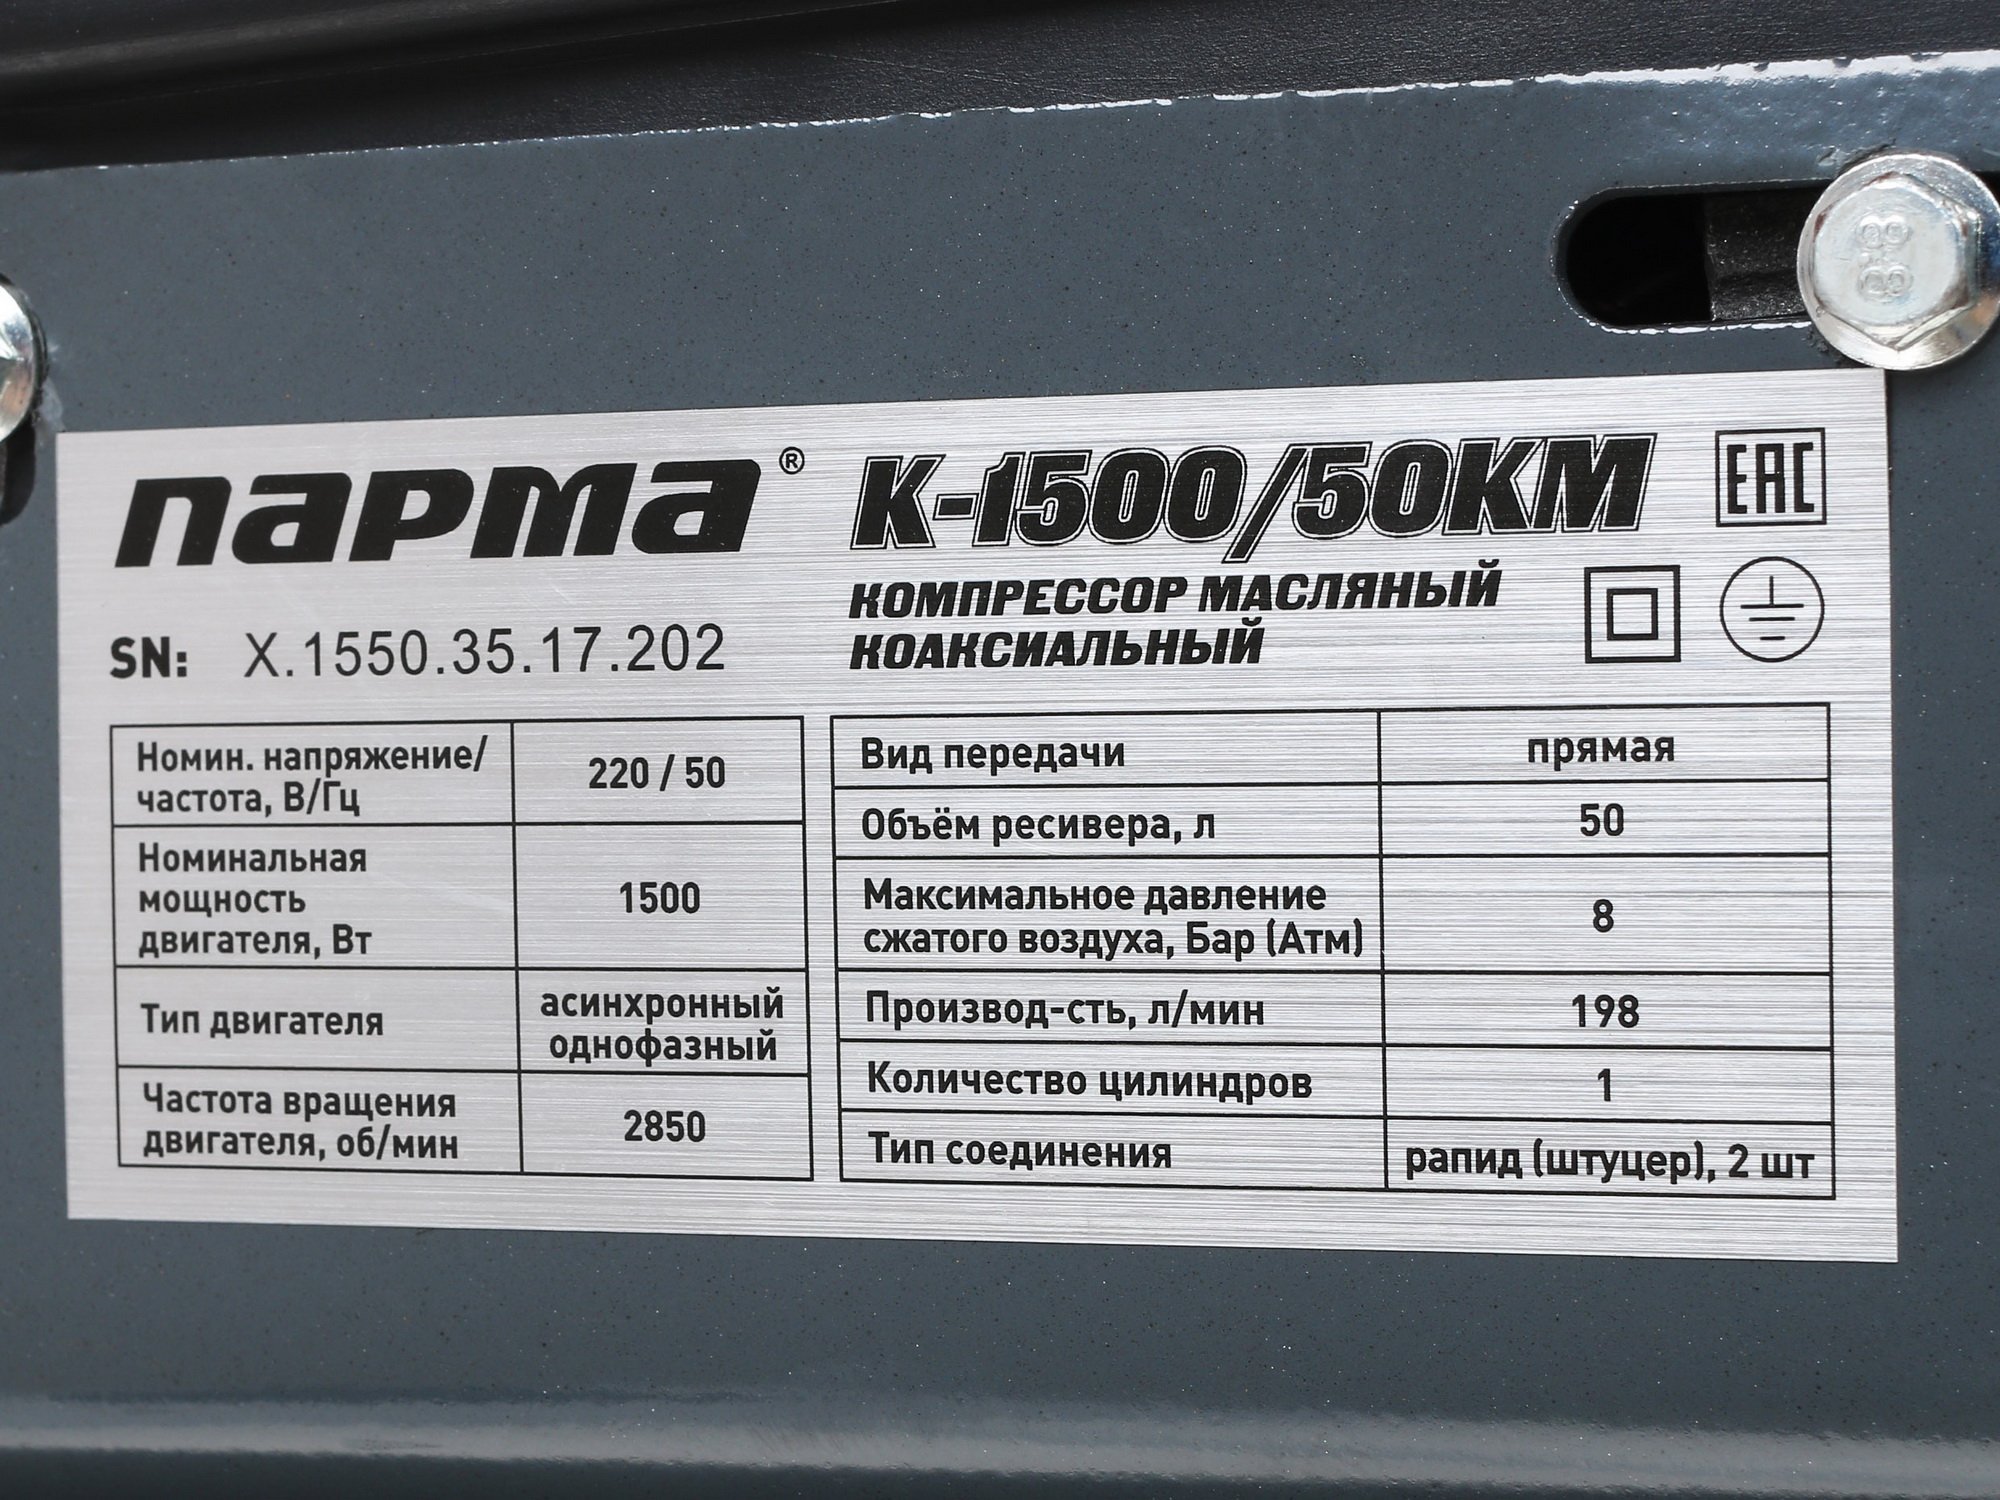 парма® К-1500/50КМ
EAC
КОМПРЕССОР МАСЛЯНЫЙ
КОАКСИАЛЬНЫЙ
SN: X.1550.35.17.202
Номин. напряжение/
частота, В/Гц
220 / 50
Номинальная
мощность
двигателя, Вт
1500
Тип двигателя
асинхронный
однофазный
Частота вращения
двигателя, об/мин
2850
Вид передачи
прямая
Объём ресивера, л
50
Максимальное давление
сжатого воздуха, Бар (Атм)
8
Производ-сть, л/мин
198
Количество цилиндров
1
Тип соединения
рапид (штуцер), 2 шт
8.8